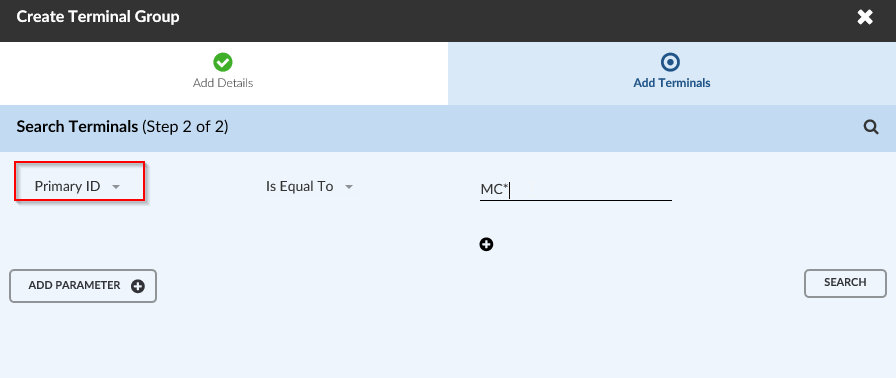 Create Terminal Group
Add Details
Add Terminals
Search Terminals (Step 2 of 2)
Primary ID
Is Equal To
MC*
ADD PARAMETER
SEARCH